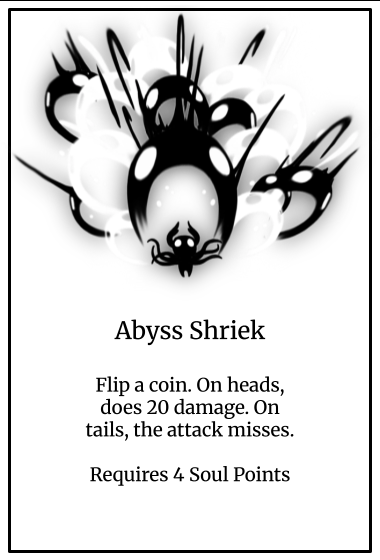 Abyss Shriek
Flip a coin. On heads,
does 20 damage. On
tails, the attack misses.
Requires 4 Soul Points